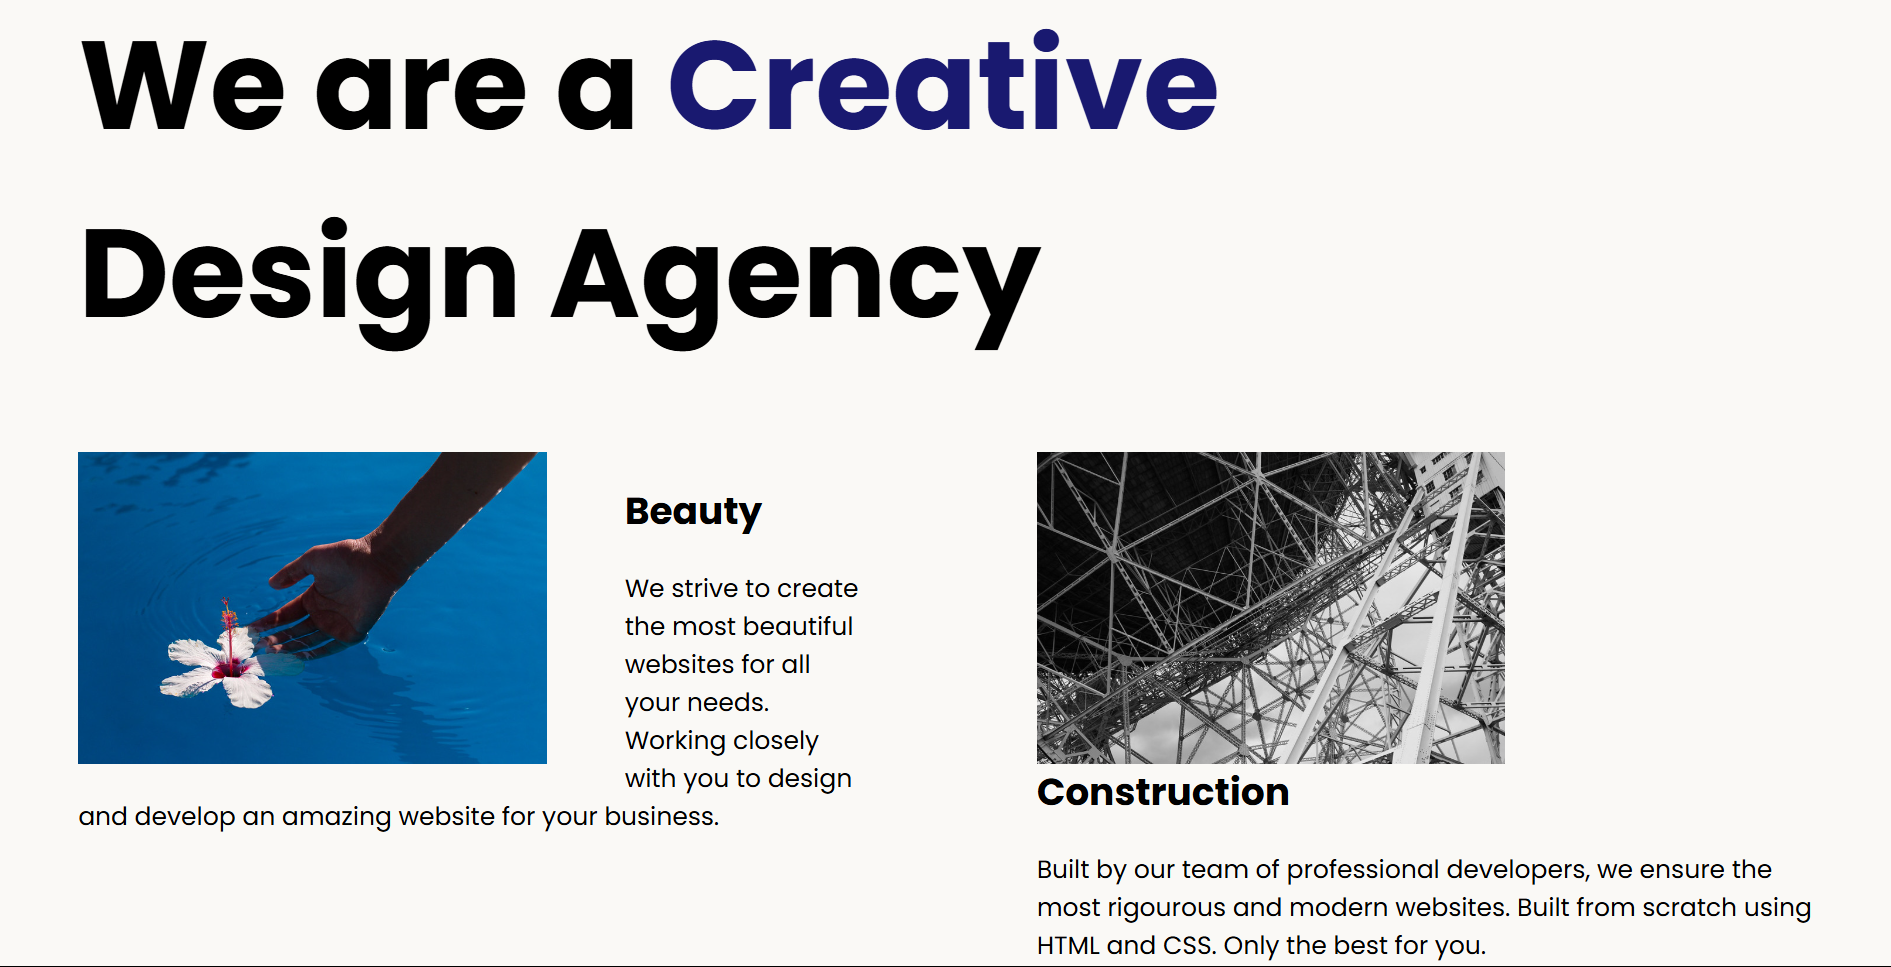 We are a Creative
Design Agency
Beauty
We strive to create
the most beautiful
websites for all
your needs.
Working closely
with you to design
and develop an amazing website for your business.
Construction
Built by our team of professional developers, we ensure the
most rigourous and modern websites. Built from scratch using
HTML and CSS. Only the best for you.